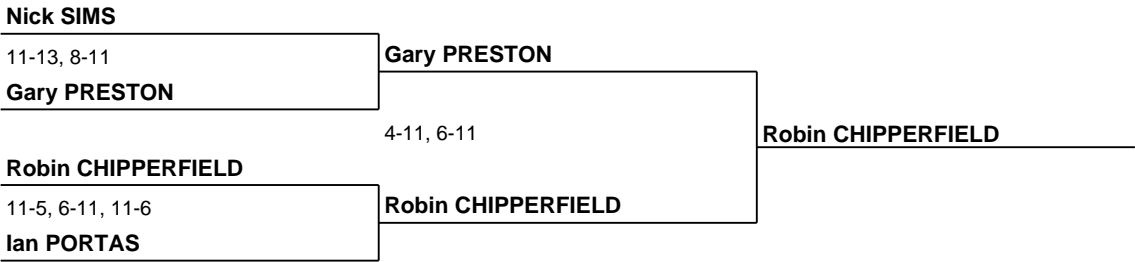 Nick SIMS
11-13, 8-11
Gary PRESTON
Gary PRESTON
4-11, 6-11
Robin CHIPPERFIELD
Robin CHIPPERFIELD
11-5, 6-11, 11-6
Robin CHIPPERFIELD
Ian PORTAS